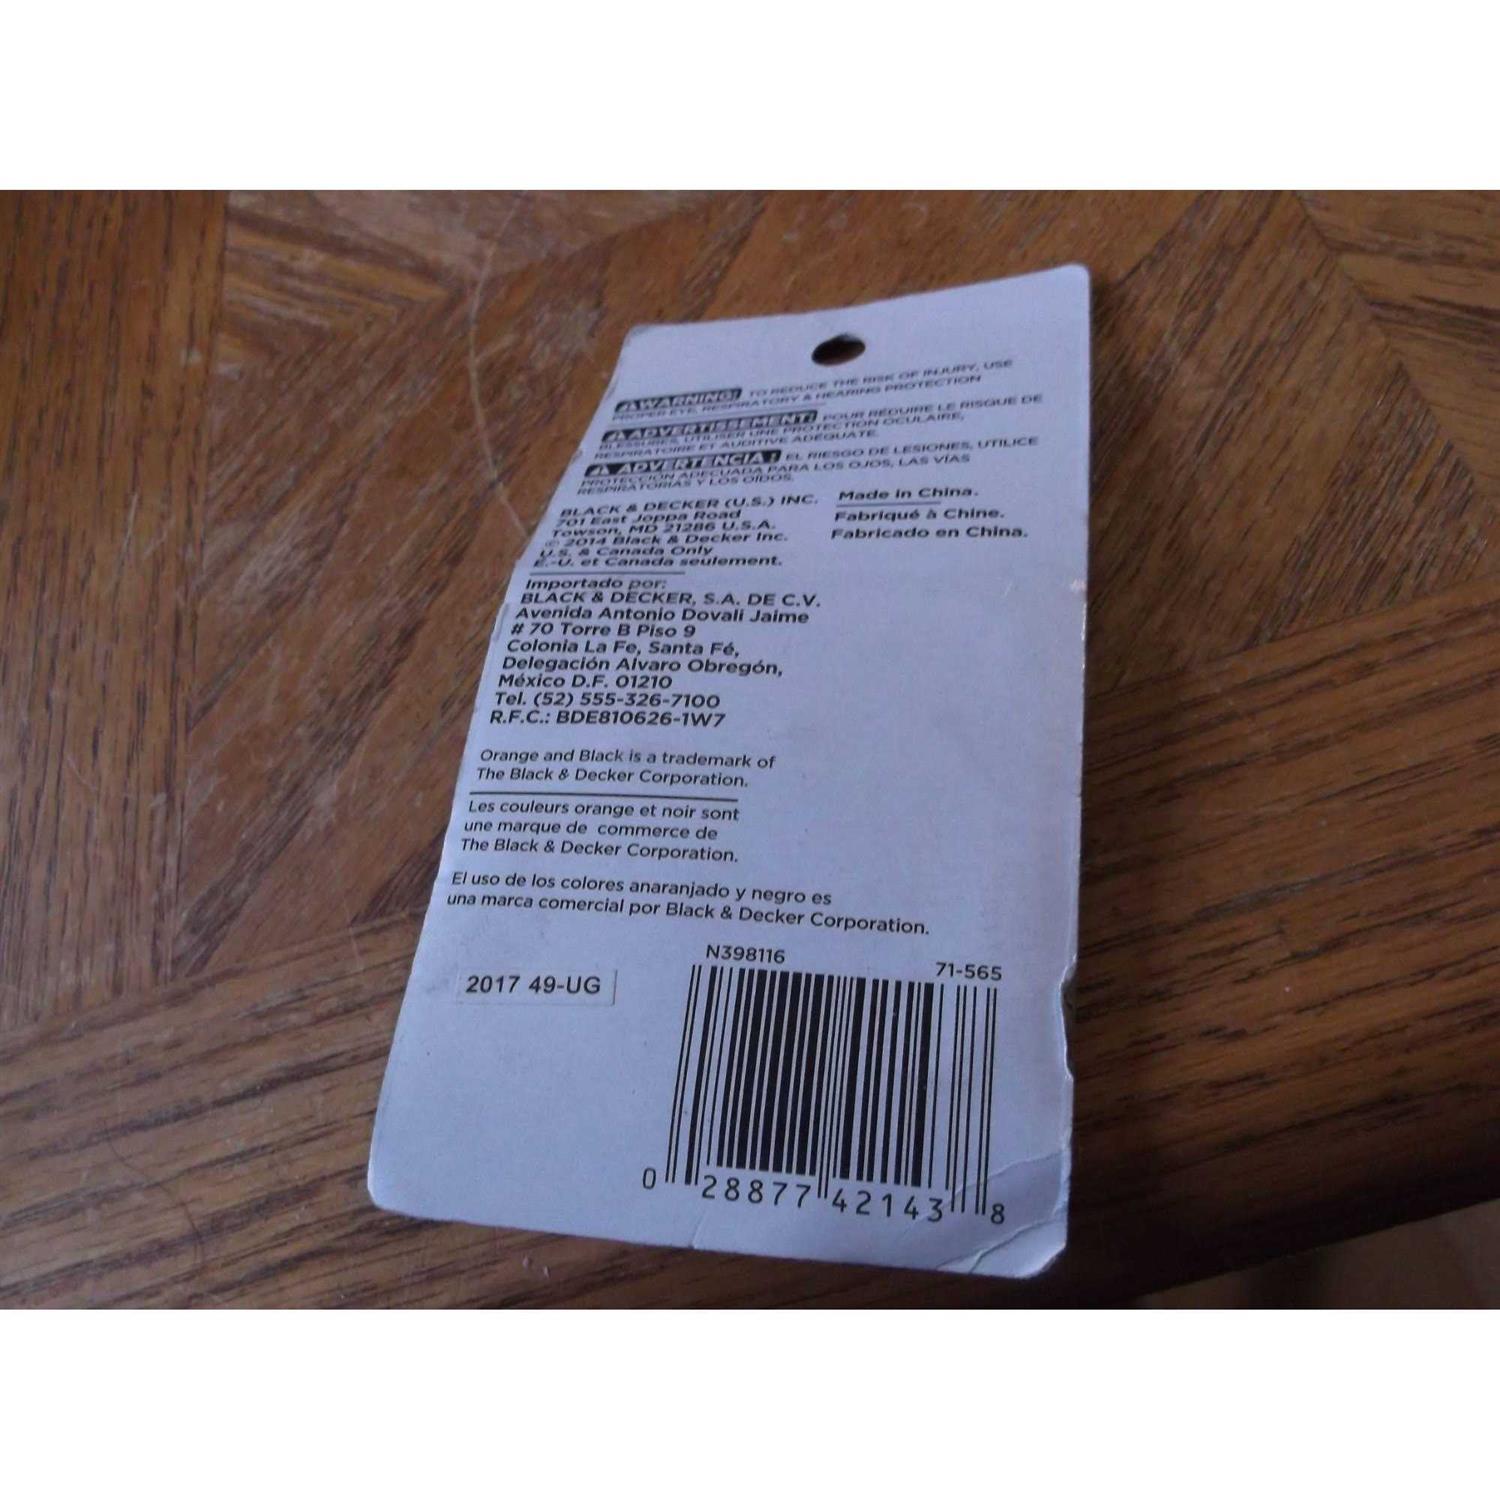 WARNING! TO REDUCE THE RISK OF INJURY, USE
PROPER EYE, RESPIRATORY & HEARING PROTECTION
ADVERTISSEMENT: POUR RÉDUIRE LE RISQUE DE
BLESSURES, UTILISER UNE PROTECTION OCULAIRE,
RESPIRATOIRE ET AUDITIVE ADÉQUATE.
ADVERTENCIA! EL RIESGO DE LESIONES, UTILICE
PROTECCIÓN ADECUADA PARA LOS OJOS, LAS VÍAS
RESPIRATORIAS Y LOS OÍDOS.
BLACK & DECKER (U.S.) INC.
701 East Joppa Road
Towson, MD 21286 U.S.A.
© 2014 Black & Decker Inc.
U.S. & Canada Only
E.-U. et Canada seulement.
Made in China.
Fabriqué à Chine.
Fabricado en China.
Importado por:
BLACK & DECKER, S.A. DE C.V.
Avenida Antonio Dovalí Jaime
# 70 Torre B Piso 9
Colonia La Fe, Santa Fé,
Delegación Alvaro Obregón,
México D.F. 01210
Tel. (52) 555-326-7100
R.F.C.: BDE810626-1W7
Orange and Black is a trademark of
The Black & Decker Corporation.
Les couleurs orange et noir sont
une marque de commerce de
The Black & Decker Corporation.
El uso de los colores anaranjado y negro es
una marca comercial por Black & Decker Corporation.
2017 49-UG
N398116 71-565
0 28877 42143 8